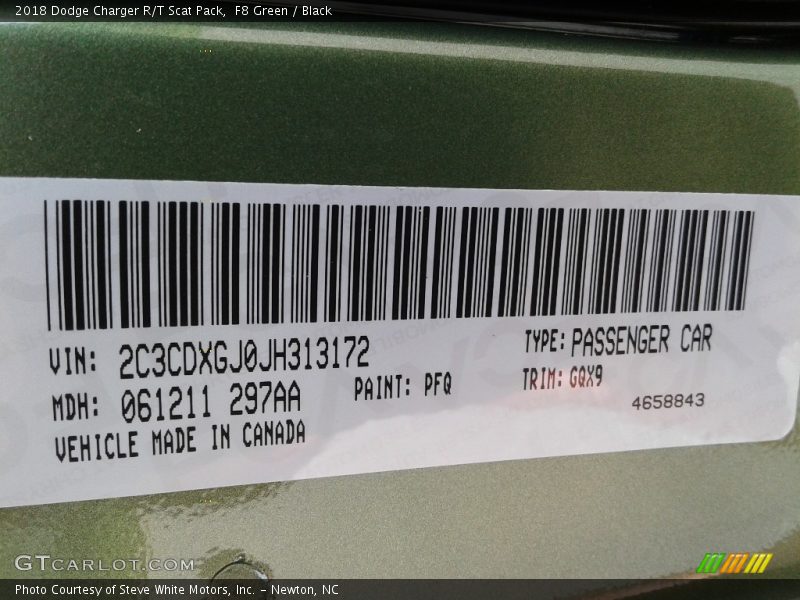 2018 Dodge Charger R/T Scat Pack,  F8 Green / Black
VIN: 2C3CDXGJ0JH313172
TYPE: PASSENGER CAR
MDH: 061211 297AA
PAINT: PFQ
TRIM: GQX9
4658843
VEHICLE MADE IN CANADA
GTCARLOT.COM
Photo Courtesy of Steve White Motors, Inc. – Newton, NC